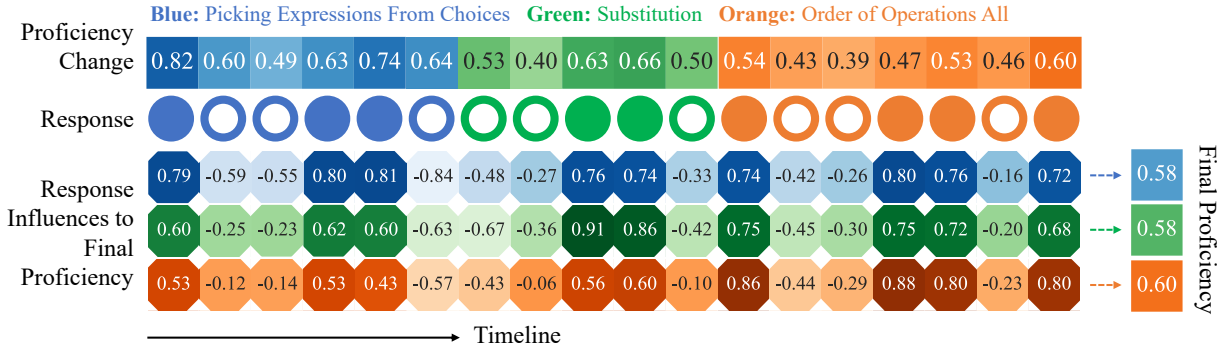 Blue: Picking Expressions From Choices Green: Substitution Orange: Order of Operations All
Proficiency
Change
0.82 0.60 0.49 0.63 0.74 0.64 0.53 0.40 0.63 0.66 0.50 0.54 0.43 0.39 0.47 0.53 0.46 0.60
Response
Response
Influences to
Final
Proficiency
0.79 -0.59 -0.55 0.80 0.81 -0.84 -0.48 -0.27 0.76 0.74 -0.33 0.74 -0.42 -0.26 0.80 0.76 -0.16 0.72 0.58
0.60 -0.25 -0.23 0.62 0.60 -0.63 -0.67 -0.36 0.91 0.86 -0.42 0.75 -0.45 -0.30 0.75 0.72 -0.20 0.68 0.58
0.53 -0.12 -0.14 0.53 0.43 -0.57 -0.43 -0.06 0.56 0.60 -0.10 0.86 -0.44 -0.29 0.88 0.80 -0.23 0.80 0.60
Final Proficiency
Timeline